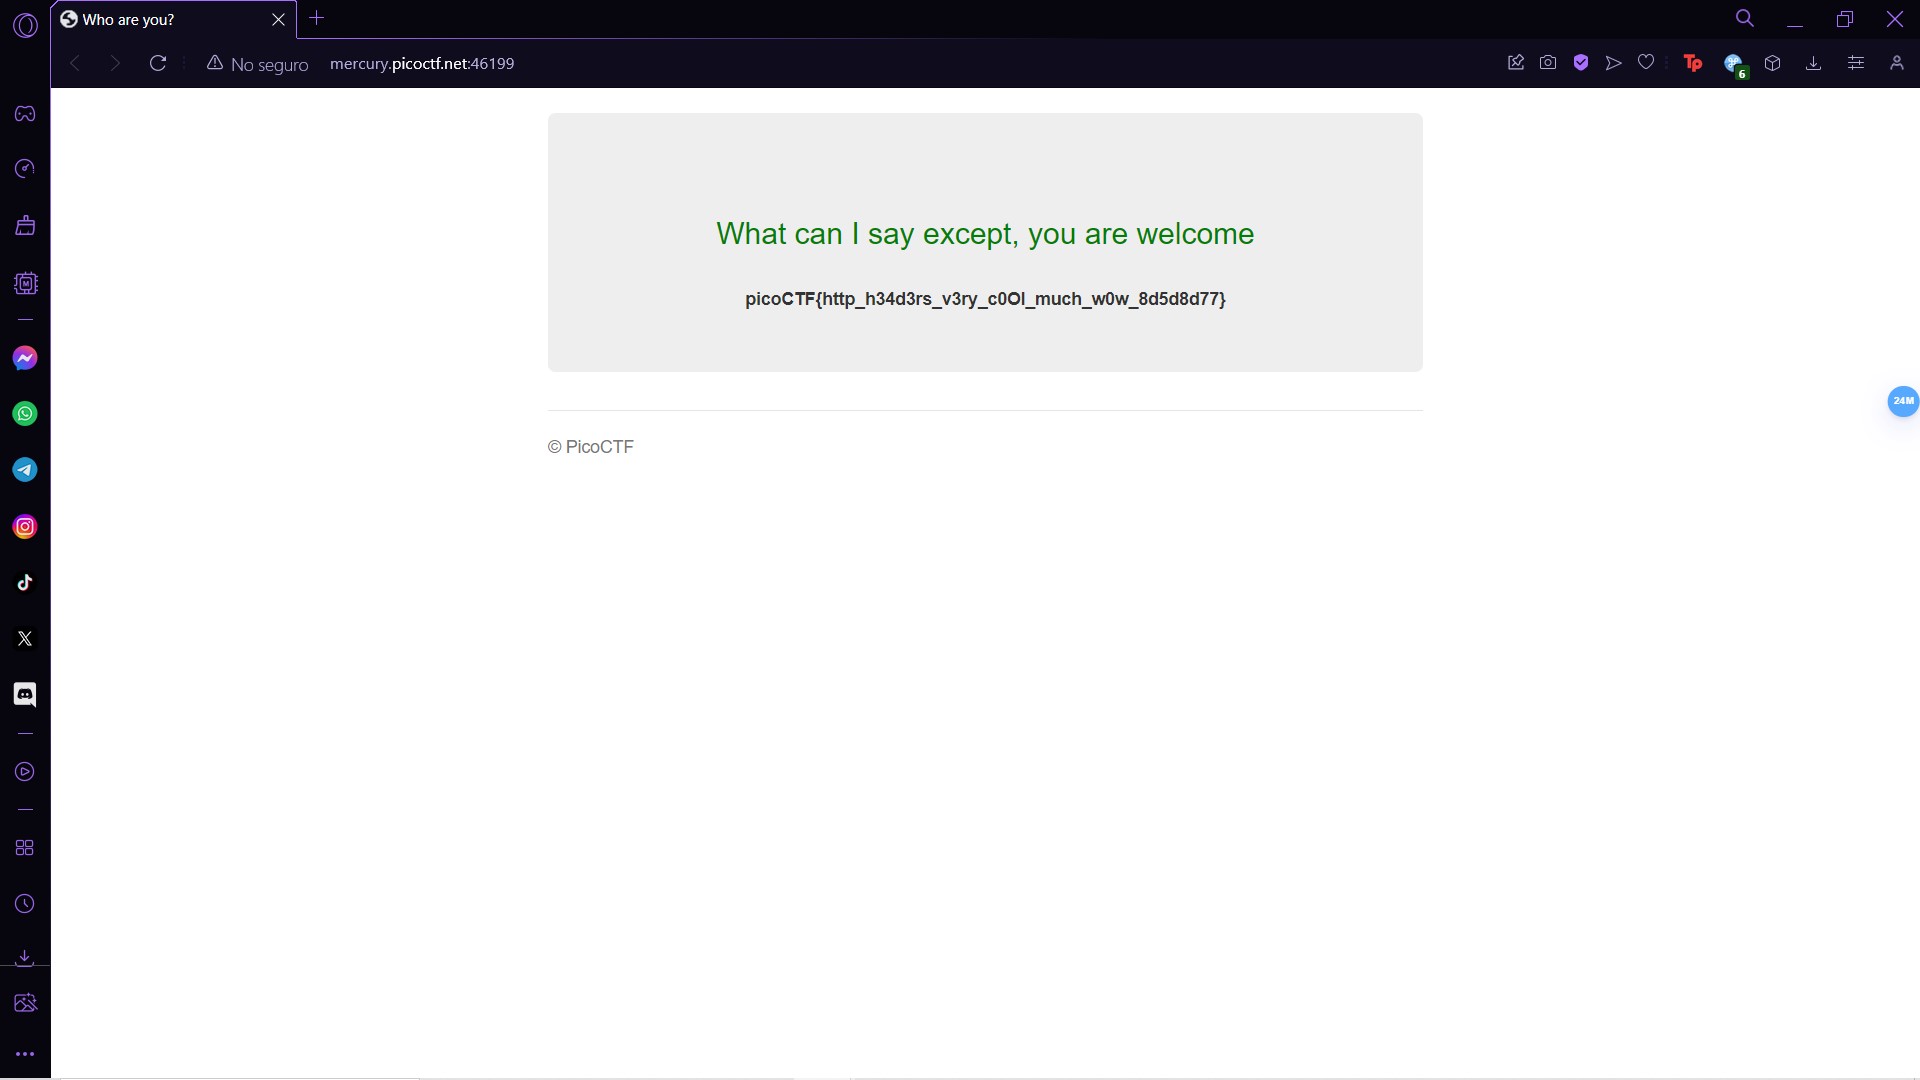 Who are you?
No seguro mercury.picoctf.net:46199
Tp
6
What can I say except, you are welcome
picoCTF{http_h34d3rs_v3ry_c0Ol_much_w0w_8d5d8d77}
24M
© PicoCTF